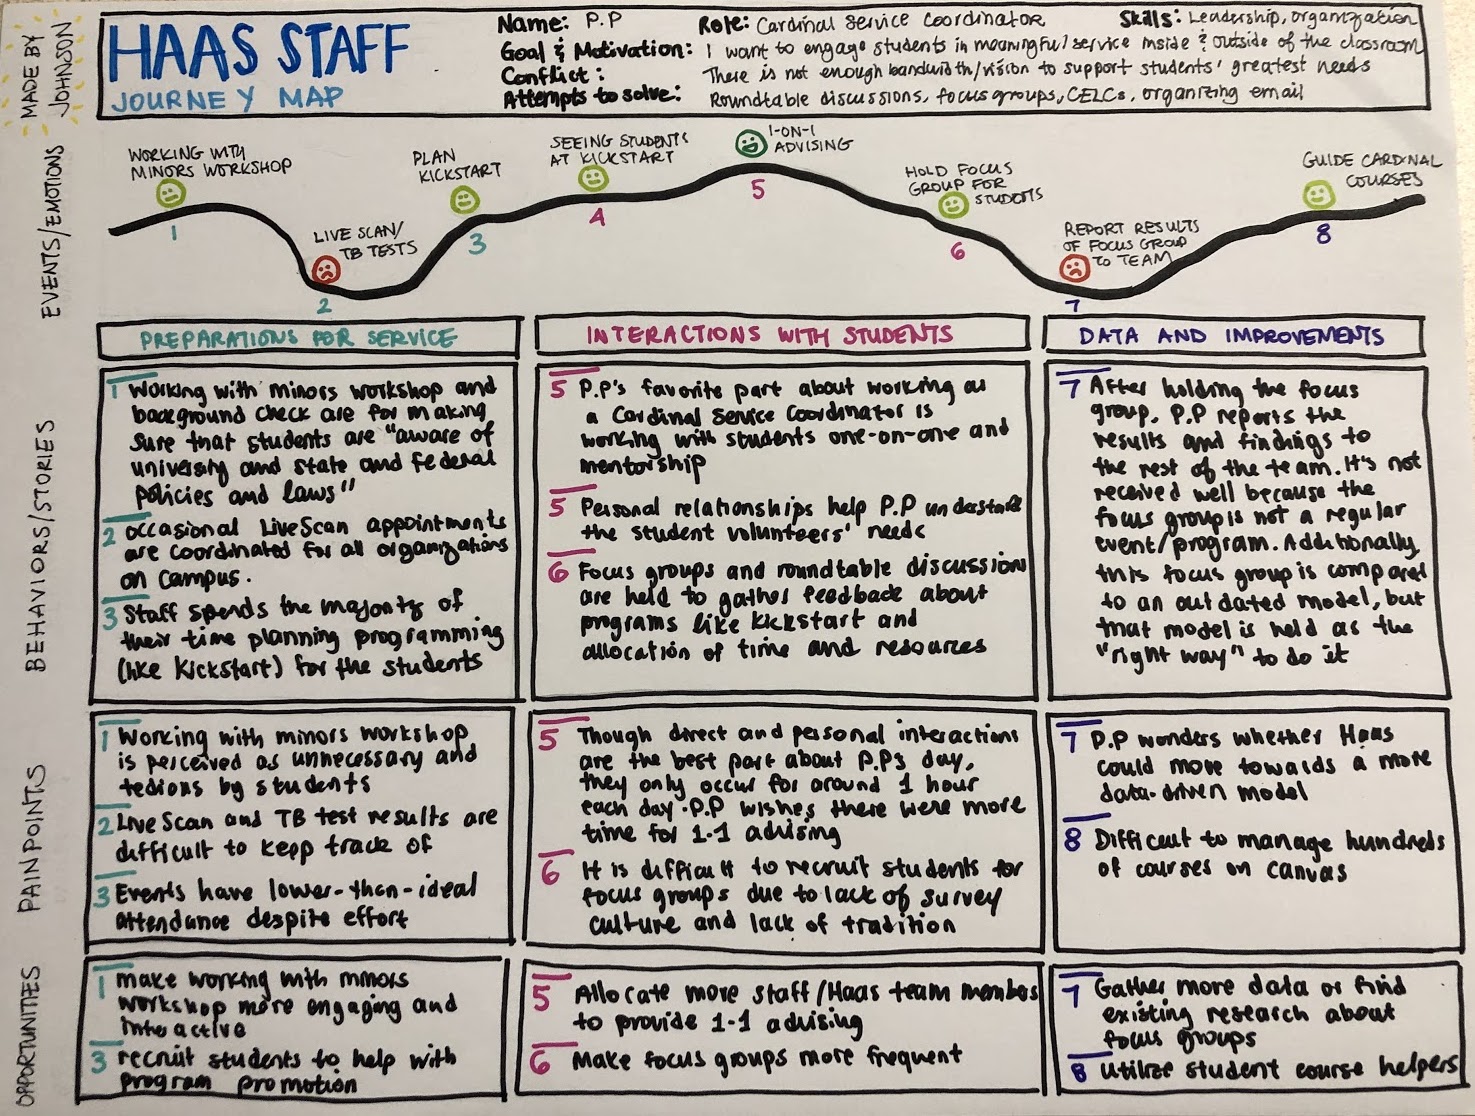 MADE BY
JOHNSON
HAAS STAFF
JOURNEY MAP
Name: P.P
Role: Cardinal Service Coordinator
Skills: Leadership, organization
Goal & Motivation: I want to engage students in meaningful service inside & outside of the classroom
Conflict: There is not enough bandwidth/vision to support students' greatest needs
Attempts to solve: Roundtable discussions, focus groups, CELCs, organizing email
EVENTS/EMOTIONS
WORKING WITH
MINORS WORKSHOP
1
LIVE SCAN/
TB TESTS
2
PLAN
KICKSTART
3
SEEING STUDENTS
AT KICKSTART
4
1-ON-1
ADVISING
5
HOLD FOCUS
GROUP FOR
STUDENTS
6
REPORT RESULTS
OF FOCUS GROUP
TO TEAM
7
GUIDE CARDINAL
COURSES
8
PREPARATIONS FOR SERVICE
INTERACTIONS WITH STUDENTS
DATA AND IMPROVEMENTS
BEHAVIORS/STORIES
1 Working with minors workshop and
background check are for making
sure that students are "aware of
university and state and federal
policies and laws"
2 occasional LiveScan appointments
are coordinated for all organizations
on campus.
3 Staff spends the majority of
their time planning programming
(like Kickstart) for the students
5 P.P's favorite part about working as
a Cardinal Service Coordinator is
working with students one-on-one and
mentorship
5 Personal relationships help P.P understand
the student volunteers' needs
6 Focus groups and roundtable discussion
are held to gather feedback about
programs like kickstart and
allocation of time and resources
7 After holding the focus
group, P.P reports the
results and findings to
the rest of the team. It's not
received well because the
focus group is not a regular
event/program. Additionally
this focus group is compared
to an outdated model, but
that model is held as the
"right way" to do it
PAINPOINTS
1 Working with minors workshop
is perceived as unnecessary and
tedious by students
2 Live Scan and TB test results are
difficult to keep track of
3 Events have lower-than-ideal
attendance despite effort
5 Though direct and personal interactions
are the best part about P.P's day,
they only occur for around 1 hour
each day. P.P wishes there were more
time for 1-1 advising
6 It is difficult to recruit students for
focus groups due to lack of survey
culture and lack of tradition
7 P.P wonders whether Haas
could move towards a more
data-driven model
8 Difficult to manage hundreds
of courses on canvas
OPPORTUNITIES
1 make working with minors
workshop more engaging and
interactive
3 recruit students to help with
program promotion
5 Allocate more staff/Haas team members
to provide 1-1 advising
6 Make focus groups more frequent
7 Gather more data or find
existing research about
focus groups
8 utilize student course helpers